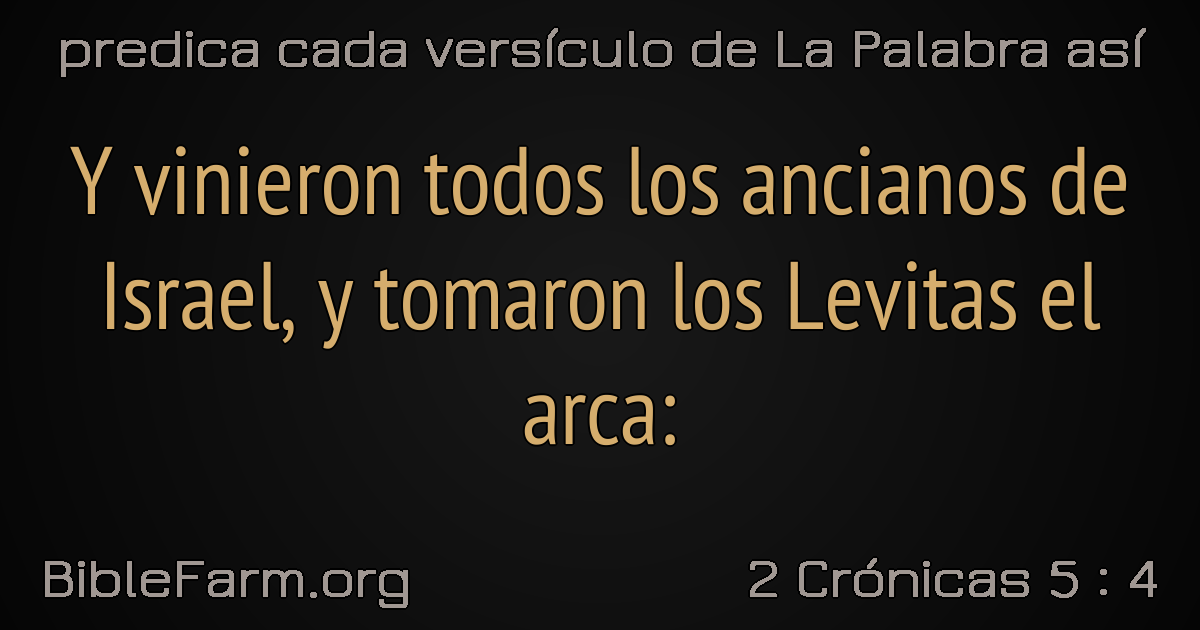 predica cada versículo de La Palabra así
Y vinieron todos los ancianos de
Israel, y tomaron los Levitas el
arca:
BibleFarm.org
2 Crónicas 5 : 4